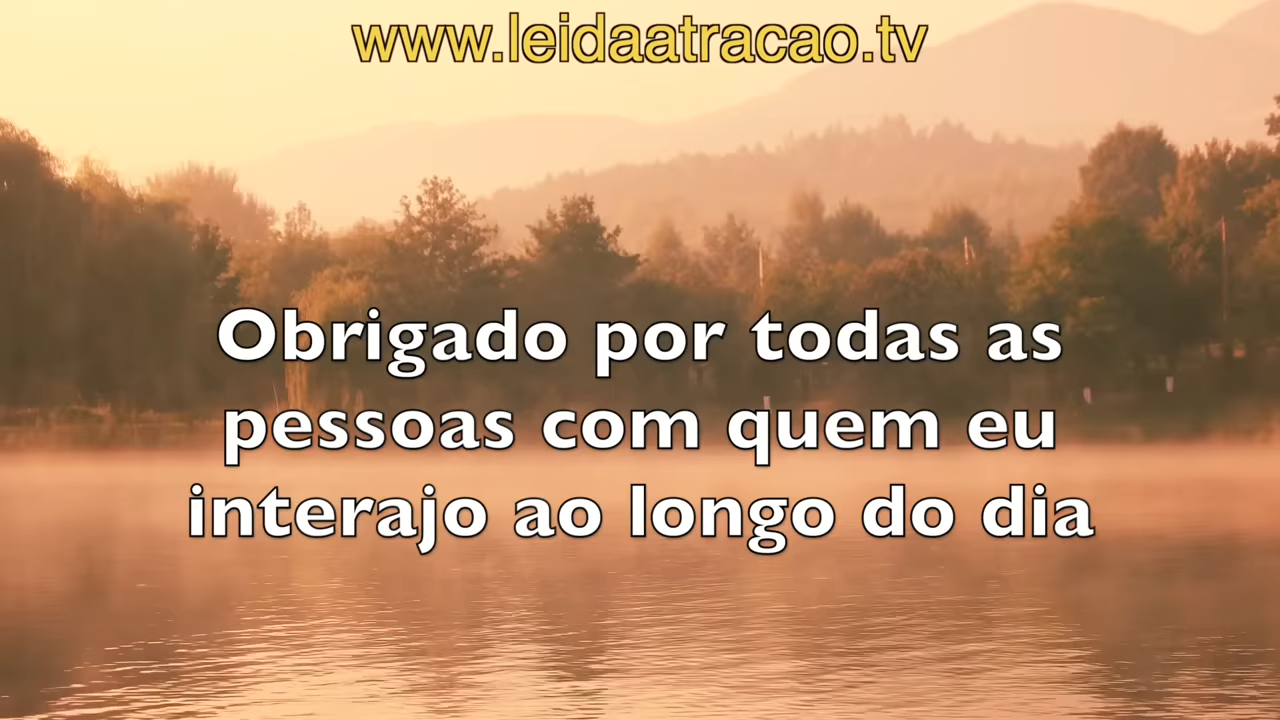 www.leidaatracao.tv
Obrigado por todas as
pessoas com quem eu
interajo ao longo do dia